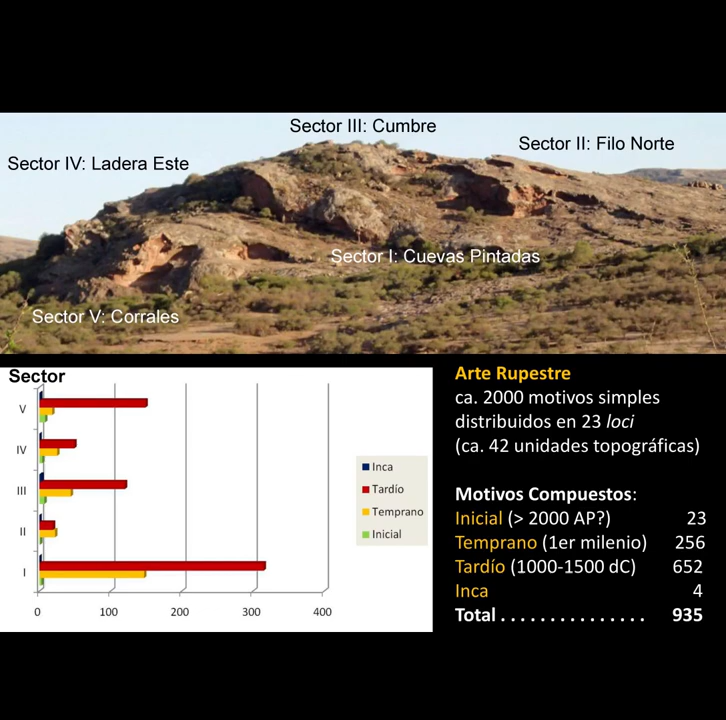 Sector III: Cumbre
Sector II: Filo Norte
Sector IV: Ladera Este
Sector I: Cuevas Pintadas
Sector V: Corrales
Sector
V
IV
III
II
I
0 100 200 300 400
Inca
Tardío
Temprano
Inicial
Arte Rupestre
ca. 2000 motivos simples
distribuidos en 23 loci
(ca. 42 unidades topográficas)
Motivos Compuestos:
Inicial (> 2000 AP?) 23
Temprano (1er milenio) 256
Tardío (1000-1500 dC) 652
Inca 4
Total . . . . . . . . . . . . . . . 935